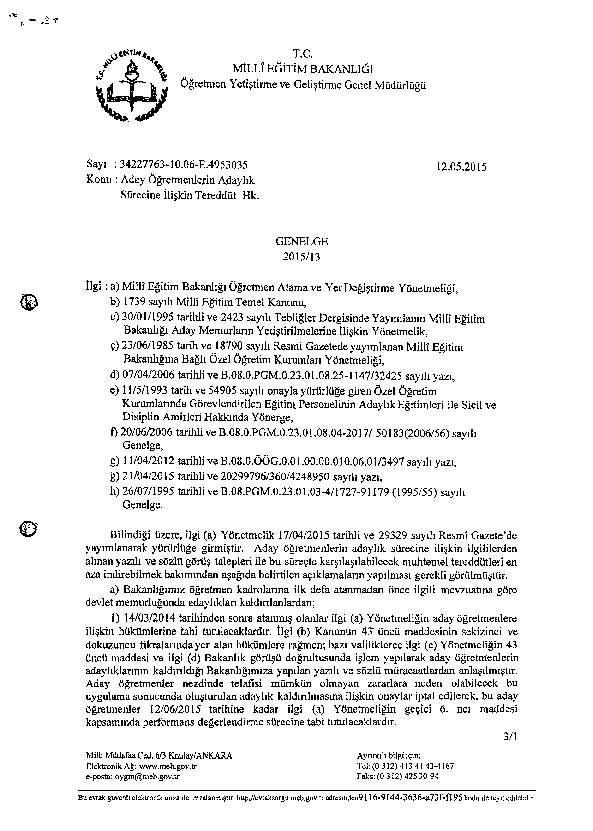 T.C.
MİLLÎ EĞİTİM BAKANLIĞI
Öğretmen Yetiştirme ve Geliştirme Genel Müdürlüğü
T.C. MİLLÎ EĞİTİM BAKANLIĞI
Sayı : 34227763-10.06-E.4953035 12.05.2015
Konu : Aday Öğretmenlerin Adaylık
Sürecine İlişkin Tereddüt Hk.
GENELGE
2015/13
İlgi : a) Millî Eğitim Bakanlığı Öğretmen Atama ve Yer Değiştirme Yönetmeliği,
b) 1739 sayılı Millî Eğitim Temel Kanunu,
c) 30/01/1995 tarihli ve 2423 sayılı Tebliğler Dergisinde Yayımlanan Millî Eğitim
Bakanlığı Aday Memurların Yetiştirilmelerine İlişkin Yönetmelik,
ç) 23/06/1985 tarih ve 18790 sayılı Resmi Gazetede yayımlanan Millî Eğitim
Bakanlığına Bağlı Özel Öğretim Kurumları Yönetmeliği,
d) 07/04/2006 tarihli ve B.08.0.PGM.0.23.01.08.25-1147/32425 sayılı yazı,
e) 11/5/1993 tarih ve 54905 sayılı onayla yürürlüğe giren Özel Öğretim
Kurumlarında Görevlendirilen Eğitim Personelinin Adaylık Eğitimleri ile Sicil ve
Disiplin Amirleri Hakkında Yönerge,
f) 20/06/2006 tarihli ve B.08.0.PGM.0.23.01.08.04-2017/ 50183(2006/56) sayılı
Genelge,
g) 11/04/2012 tarihli ve B.08.0.ÖÖG.0.01.00.00.010.06.01/3497 sayılı yazı,
ğ) 21/04/2015 tarihli ve 20299796/360/4248950 sayılı yazı,
h) 26/07/1995 tarihli ve B.08.PGM.0.23.01.03-4/1727-91179 (1995/55) sayılı
Genelge.
Bilindiği üzere, ilgi (a) Yönetmelik 17/04/2015 tarihli ve 29329 sayılı Resmi Gazete’de
yayımlanarak yürürlüğe girmiştir. Aday öğretmenlerin adaylık sürecine ilişkin ilgililerden
alınan yazılı ve sözlü görüş talepleri ile bu süreçte karşılaşılabilecek muhtemel tereddütleri en
aza indirebilmek bakımından aşağıda belirtilen açıklamaların yapılması gerekli görülmüştür.
a) Bakanlığımız öğretmen kadrolarına ilk defa atanmadan önce ilgili mevzuatına göre
devlet memurluğunda adaylıkları kaldırılanlardan;
1) 14/03/2014 tarihinden sonra atanmış olanlar ilgi (a) Yönetmeliğin aday öğretmenlere
ilişkin hükümlerine tabi tutulacaktır. İlgi (b) Kanunun 43 üncü maddesinin sekizinci ve
dokuzuncu fıkralarında yer alan hükümlere rağmen; bazı valiliklerce ilgi (c) Yönetmeliğin 43
üncü maddesi ve ilgi (d) Bakanlık görüşü doğrultusunda işlem yapılarak aday öğretmenlerin
adaylıklarının kaldırıldığı Bakanlığımıza yapılan yazılı ve sözlü müracaatlardan anlaşılmıştır.
Aday öğretmenler nezdinde telafisi mümkün olmayan zararlara neden olabilecek bu
uygulama sonucunda oluşturulan adaylık kaldırılmasına ilişkin onaylar iptal edilerek, bu aday
öğretmenler 12/06/2015 tarihine kadar ilgi (a) Yönetmeliğin geçici 6. ncı maddesi
kapsamında performans değerlendirme sürecine tabi tutulacaklardır.
3/1
Milli Müdafaa Cad. 6/3 Kızılay/ANKARA Ayrıntılı bilgi için:
Elektronik Ağ: www.meb.gov.tr Tel: (0 312) 413 41 43-4167
e-posta: oygm@meb.gov.tr Faks: (0 312) 425 30 94
Bu evrak güvenli elektronik imza ile imzalanmıştır. http://evraksorgu.meb.gov.tr adresinden 9116-9144-3636-a731-f195 kodu ile teyit edilebilir.